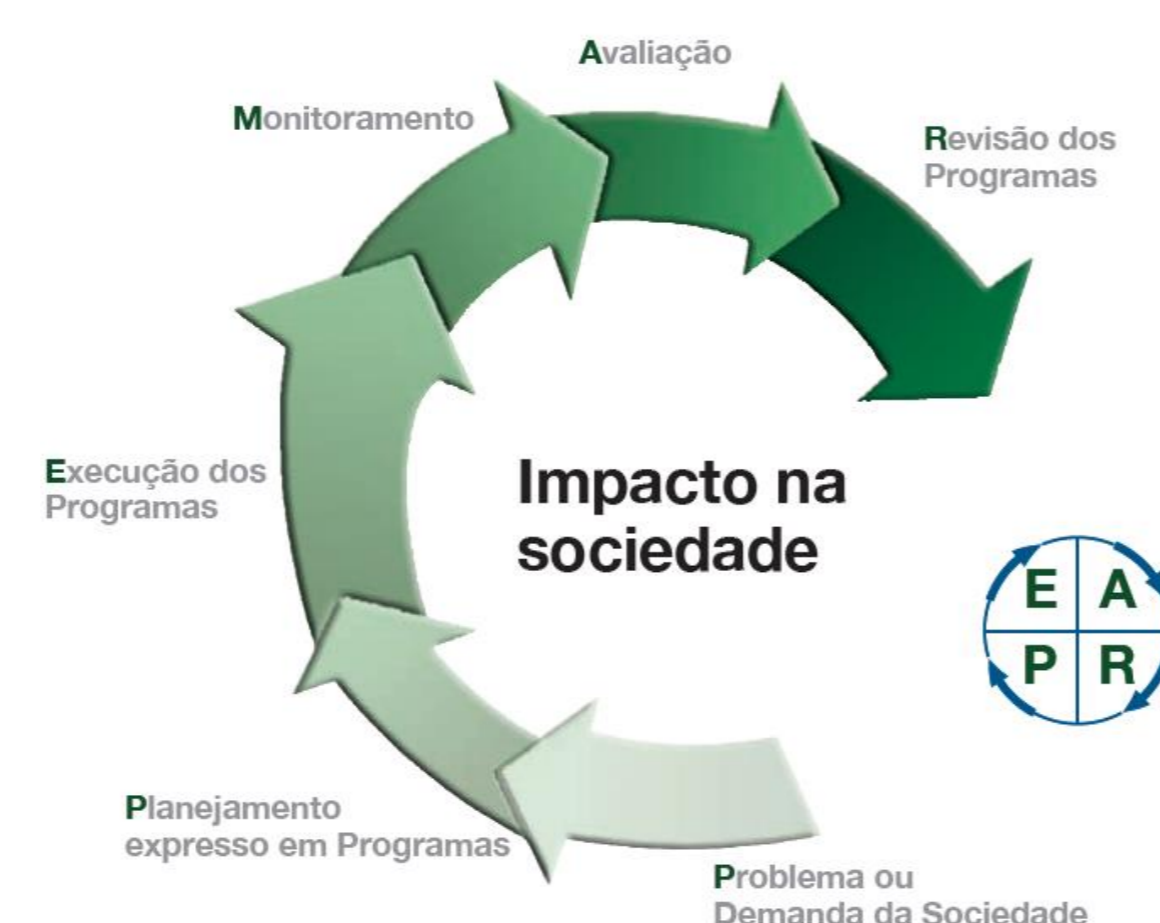 Avaliação
Monitoramento
Revisão dos
Programas
Execução dos
Programas
Impacto na
sociedade
E A
P R
Planejamento
expresso em Programas
Problema ou
Demanda da Sociedade